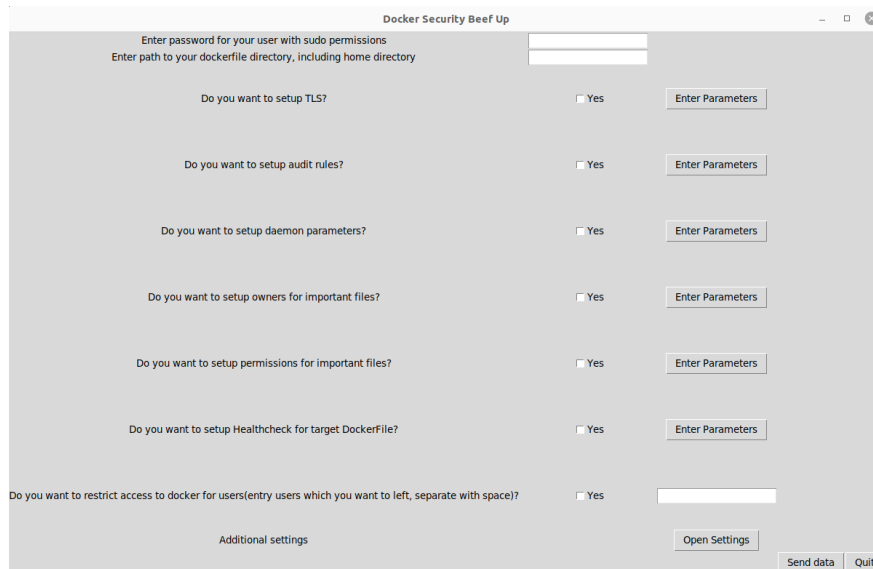 Docker Security Beef Up
Enter password for your user with sudo permissions
Enter path to your dockerfile directory, including home directory
Do you want to setup TLS? Yes Enter Parameters
Do you want to setup audit rules? Yes Enter Parameters
Do you want to setup daemon parameters? Yes Enter Parameters
Do you want to setup owners for important files? Yes Enter Parameters
Do you want to setup permissions for important files? Yes Enter Parameters
Do you want to setup Healthcheck for target DockerFile? Yes Enter Parameters
Do you want to restrict access to docker for users(entry users which you want to left, separate with space)? Yes
Additional settings Open Settings
Send data Quit